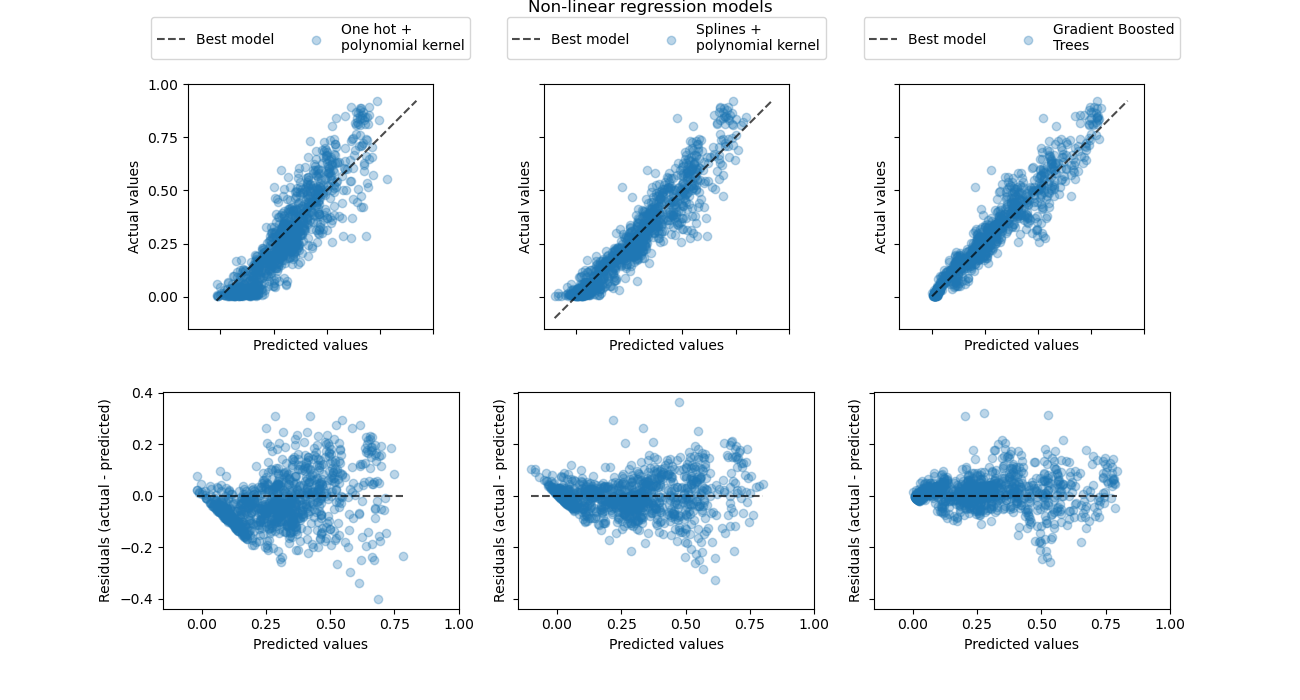 Non-linear regression models
Best model
One hot +
polynomial kernel
Best model
Splines +
polynomial kernel
Best model
Gradient Boosted
Trees
1.00
0.75
0.50
0.25
0.00
Actual values
Actual values
Actual values
Predicted values
Predicted values
Predicted values
0.4
0.2
0.0
−0.2
−0.4
Residuals (actual - predicted)
Residuals (actual - predicted)
Residuals (actual - predicted)
0.00 0.25 0.50 0.75 1.00
0.00 0.25 0.50 0.75 1.00
0.00 0.25 0.50 0.75 1.00
Predicted values
Predicted values
Predicted values